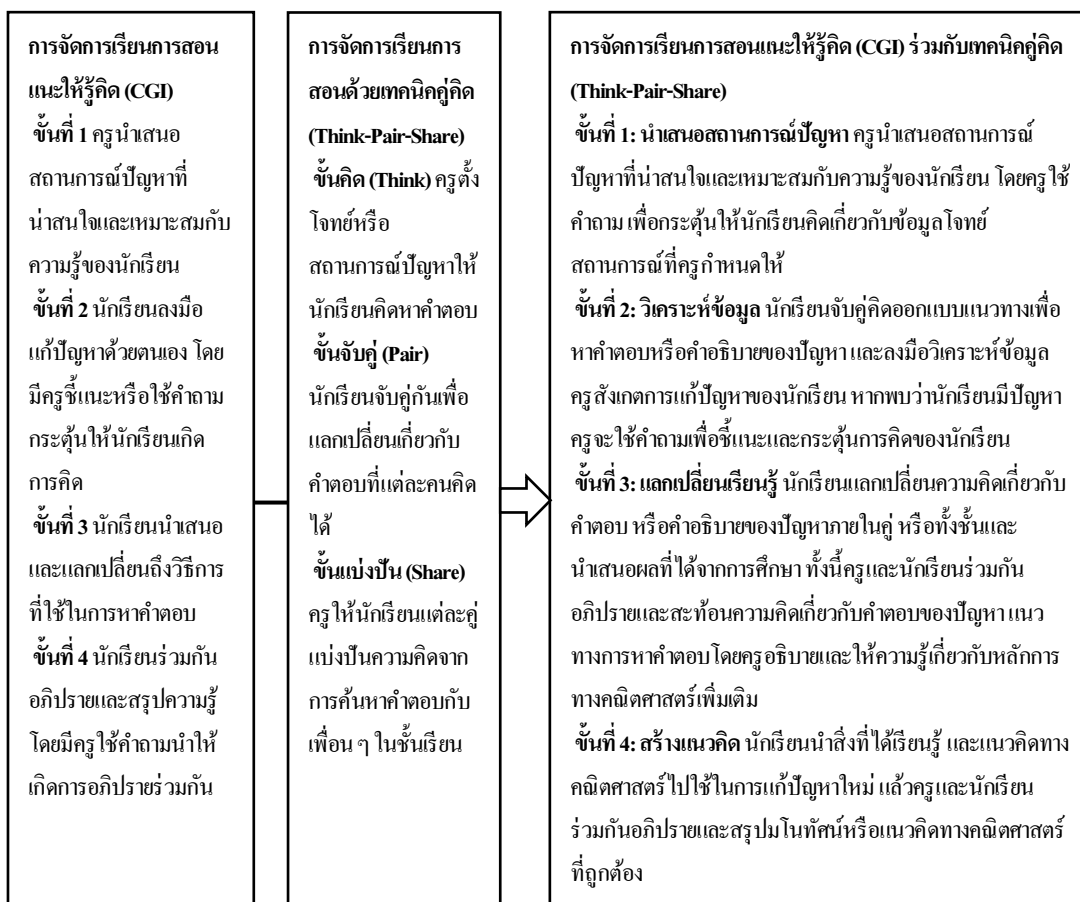 การจัดการเรียนการสอน
แนะให้รู้คิด (CGI)
ขั้นที่ 1 ครูนำเสนอ
สถานการณ์ปัญหาที่
น่าสนใจและเหมาะสมกับ
ความรู้ของนักเรียน
ขั้นที่ 2 นักเรียนลงมือ
แก้ปัญหาด้วยตนเอง โดย
มีครูชี้แนะหรือใช้คำถาม
กระตุ้นให้นักเรียนเกิด
การคิด
ขั้นที่ 3 นักเรียนนำเสนอ
และแลกเปลี่ยนถึงวิธีการ
ที่ใช้ในการหาคำตอบ
ขั้นที่ 4 นักเรียนร่วมกัน
อภิปรายและสรุปความรู้
โดยมีครูใช้คำถามนำให้
เกิดการอภิปรายร่วมกัน
การจัดการเรียนการ
สอนด้วยเทคนิคคู่คิด
(Think-Pair-Share)
ขั้นคิด (Think) ครูตั้ง
โจทย์หรือ
สถานการณ์ปัญหาให้
นักเรียนคิดหาคำตอบ
ขั้นจับคู่ (Pair)
นักเรียนจับคู่กันเพื่อ
แลกเปลี่ยนเกี่ยวกับ
คำตอบที่แต่ละคนคิด
ได้
ขั้นแบ่งปัน (Share)
ครูให้นักเรียนแต่ละคู่
แบ่งปันความคิดจาก
การค้นหาคำตอบกับ
เพื่อน ๆ ในชั้นเรียน
การจัดการเรียนการสอนแนะให้รู้คิด (CGI) ร่วมกับเทคนิคคู่คิด
(Think-Pair-Share)
ขั้นที่ 1: นำเสนอสถานการณ์ปัญหา ครูนำเสนอสถานการณ์
ปัญหาที่น่าสนใจและเหมาะสมกับความรู้ของนักเรียน โดยครูใช้
คำถาม เพื่อกระตุ้นให้นักเรียนคิดเกี่ยวกับข้อมูลโจทย์
สถานการณ์ที่ครูกำหนดให้
ขั้นที่ 2: วิเคราะห์ข้อมูล นักเรียนจับคู่คิดออกแบบแนวทางเพื่อ
หาคำตอบหรือคำอธิบายของปัญหา และลงมือวิเคราะห์ข้อมูล
ครูสังเกตการแก้ปัญหาของนักเรียน หากพบว่านักเรียนมีปัญหา
ครูจะใช้คำถามเพื่อชี้แนะและกระตุ้นการคิดของนักเรียน
ขั้นที่ 3: แลกเปลี่ยนเรียนรู้ นักเรียนแลกเปลี่ยนความคิดเกี่ยวกับ
คำตอบ หรือคำอธิบายของปัญหาภายในคู่ หรือทั้งชั้นและ
นำเสนอผลที่ได้จากการศึกษา ทั้งนี้ครูและนักเรียนร่วมกัน
อภิปรายและสะท้อนความคิดเกี่ยวกับคำตอบของปัญหา แนว
ทางการหาคำตอบโดยครูอธิบายและให้ความรู้เกี่ยวกับหลักการ
ทางคณิตศาสตร์เพิ่มเติม
ขั้นที่ 4: สร้างแนวคิด นักเรียนนำสิ่งที่ได้เรียนรู้ และแนวคิดทาง
คณิตศาสตร์ไปใช้ในการแก้ปัญหาใหม่ แล้วครูและนักเรียน
ร่วมกันอภิปรายและสรุปมโนทัศน์หรือแนวคิดทางคณิตศาสตร์
ที่ถูกต้อง